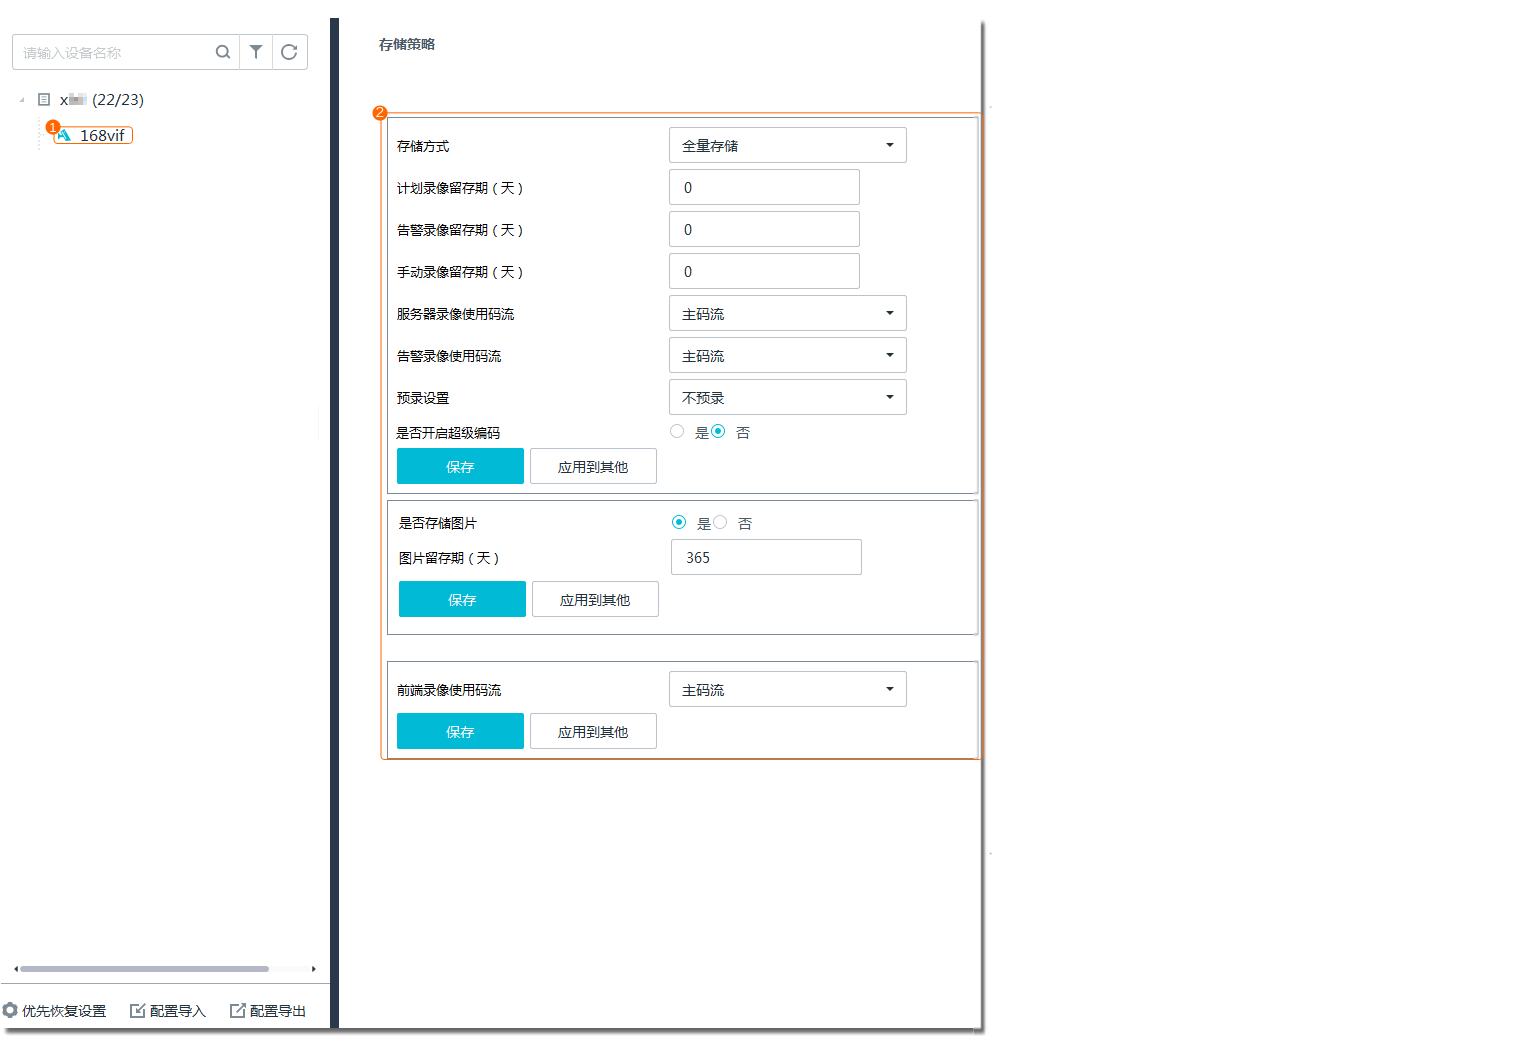 请输入设备名称
x (22/23)
1
168vif
优先恢复设置 配置导入 配置导出
存储策略
2
存储方式 全量存储
计划录像留存期（天） 0
告警录像留存期（天） 0
手动录像留存期（天） 0
服务器录像使用码流 主码流
告警录像使用码流 主码流
预录设置 不预录
是否开启超级编码 是 否
保存 应用到其他
是否存储图片 是 否
图片留存期（天） 365
保存 应用到其他
前端录像使用码流 主码流
保存 应用到其他